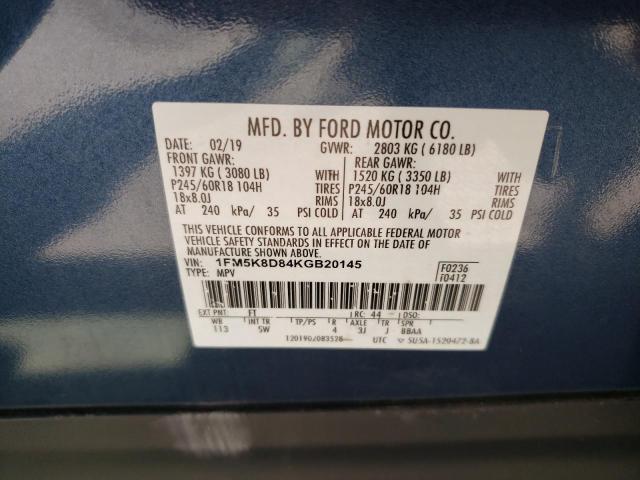 MFD. BY FORD MOTOR CO.
DATE: 02/19 GVWR: 2803 KG ( 6180 LB)
FRONT GAWR: REAR GAWR:
1397 KG ( 3080 LB) WITH 1520 KG ( 3350 LB) WITH
P245/60R18 104H TIRES P245/60R18 104H TIRES
18x8.0J RIMS 18x8.0J RIMS
AT 240 kPa/ 35 PSI COLD AT 240 kPa/ 35 PSI COLD
THIS VEHICLE CONFORMS TO ALL APPLICABLE FEDERAL MOTOR
VEHICLE SAFETY STANDARDS IN EFFECT ON THE DATE OF
MANUFACTURE SHOWN ABOVE.
VIN: 1FM5K8D84KGB20145 F0236
TYPE: MPV F0412
EXT PNT: FT RC: 44 DSO:
WB INT TR TP/PS R AXLE TR SPR
113 5W 4 3J J BBAA
UTC